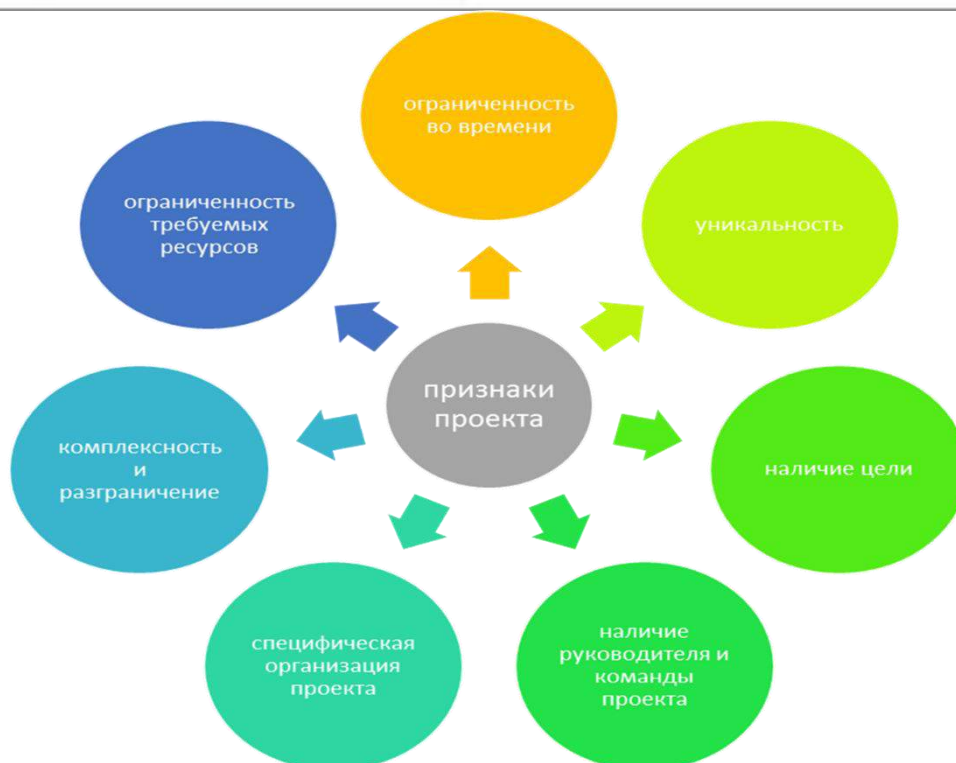 ограниченность
во времени
уникальность
наличие цели
наличие
руководителя и
команды
проекта
специфическая
организация
проекта
комплексность
и
разграничение
ограниченность
требуемых
ресурсов
признаки
проекта